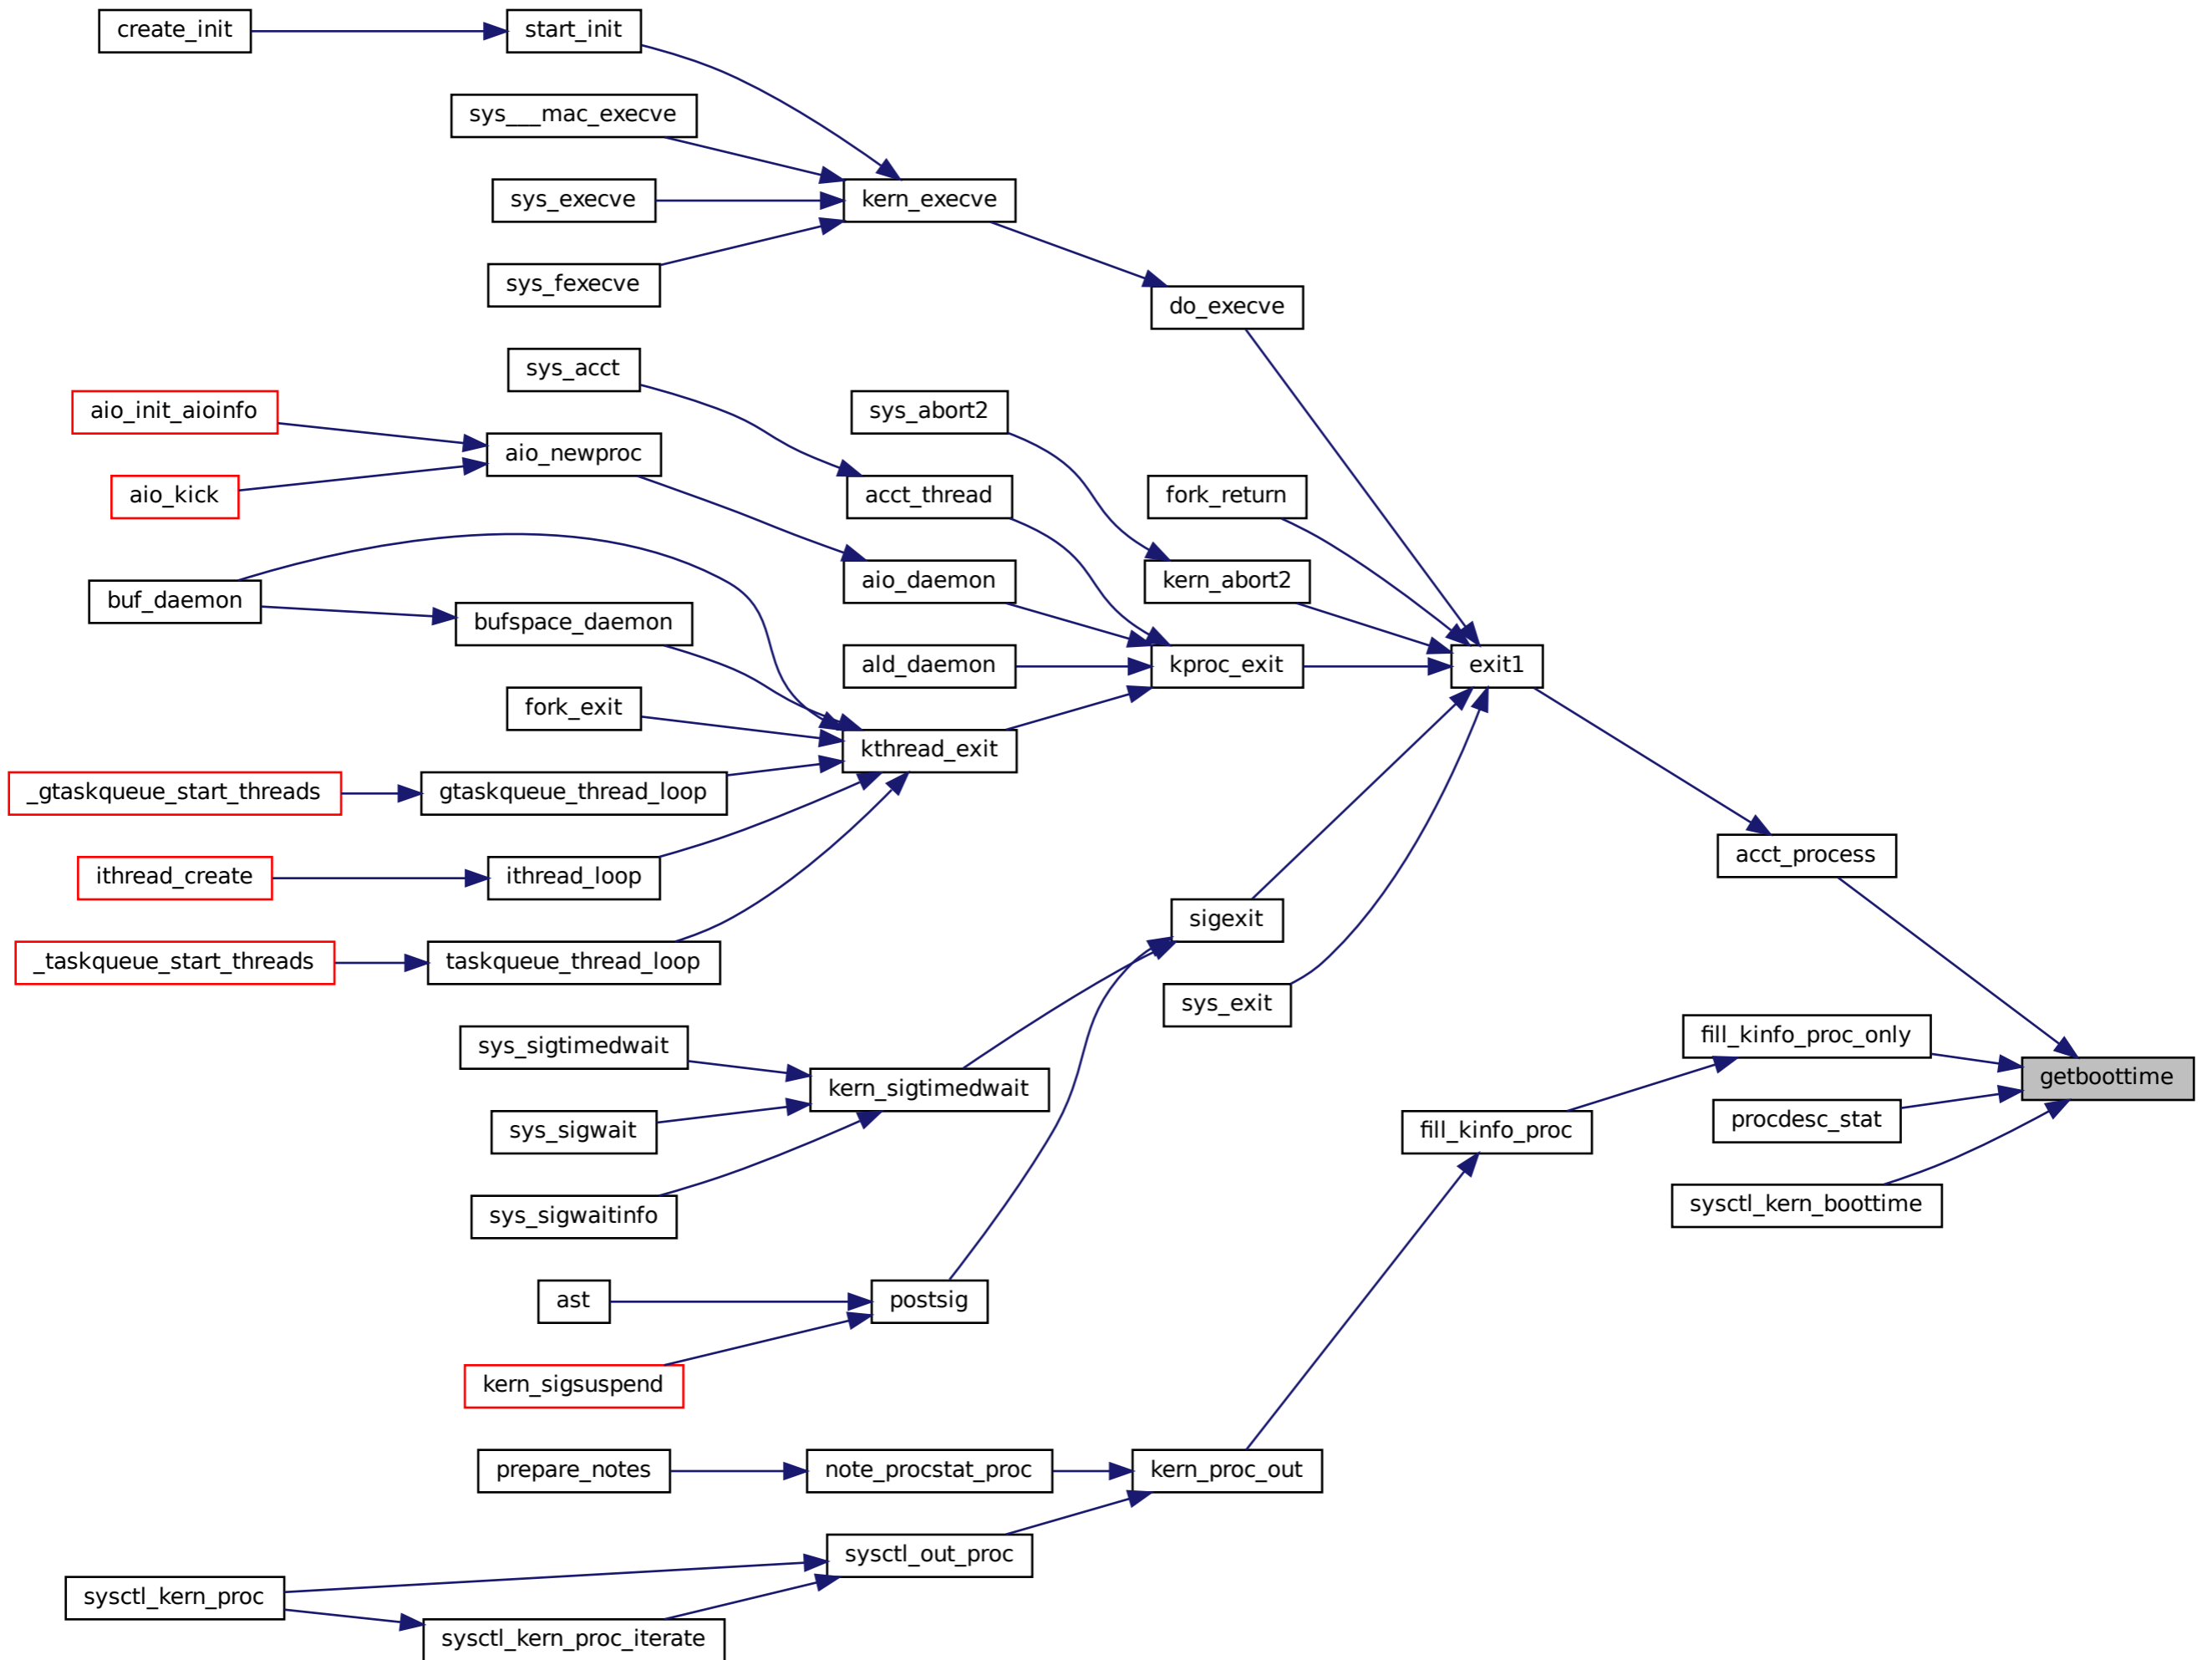 create_init
start_init
sys___mac_execve
sys_execve
kern_execve
sys_fexecve
do_execve
sys_acct
aio_init_aioinfo
sys_abort2
aio_newproc
aio_kick
acct_thread
fork_return
buf_daemon
aio_daemon
kern_abort2
bufspace_daemon
ald_daemon
kproc_exit
exit1
fork_exit
kthread_exit
_gtaskqueue_start_threads
gtaskqueue_thread_loop
acct_process
ithread_create
ithread_loop
sigexit
_taskqueue_start_threads
taskqueue_thread_loop
sys_exit
fill_kinfo_proc_only
sys_sigtimedwait
kern_sigtimedwait
getboottime
sys_sigwait
fill_kinfo_proc
procdesc_stat
sys_sigwaitinfo
sysctl_kern_boottime
ast
postsig
kern_sigsuspend
prepare_notes
note_procstat_proc
kern_proc_out
sysctl_out_proc
sysctl_kern_proc
sysctl_kern_proc_iterate